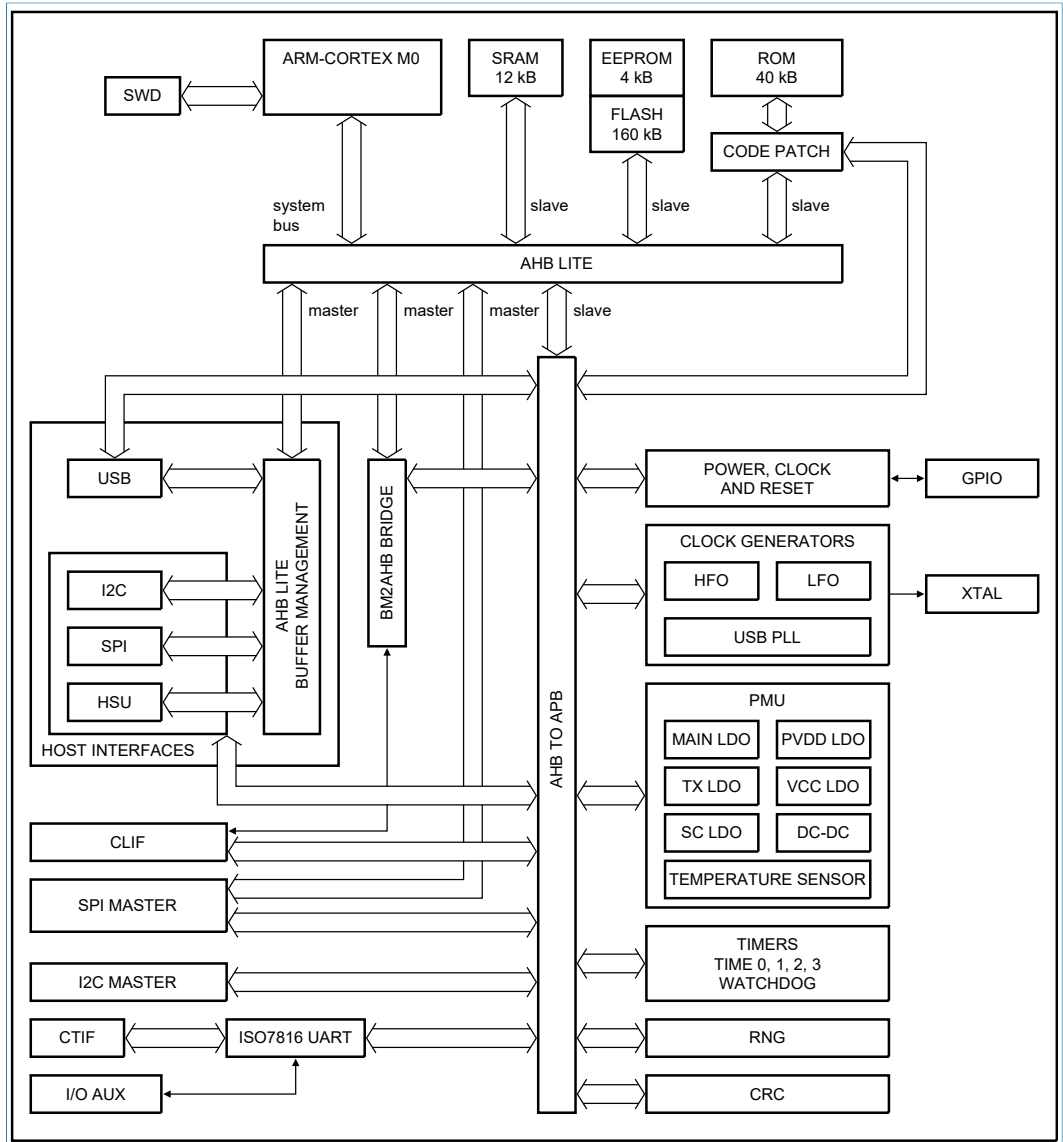 ARM-CORTEX M0
SWD
SRAM
12 kB
EEPROM
4 kB
FLASH
160 kB
ROM
40 kB
CODE PATCH
system
bus
slave
slave
slave
AHB LITE
master
master
master
slave
USB
I2C
SPI
HSU
HOST INTERFACES
AHB LITE
BUFFER MANAGEMENT
BM2AHB BRIDGE
AHB TO APB
POWER, CLOCK
AND RESET
GPIO
CLOCK GENERATORS
HFO
LFO
USB PLL
XTAL
PMU
MAIN LDO
PVDD LDO
TX LDO
VCC LDO
SC LDO
DC-DC
TEMPERATURE SENSOR
CLIF
SPI MASTER
I2C MASTER
CTIF
ISO7816 UART
I/O AUX
TIMERS
TIME 0, 1, 2, 3
WATCHDOG
RNG
CRC